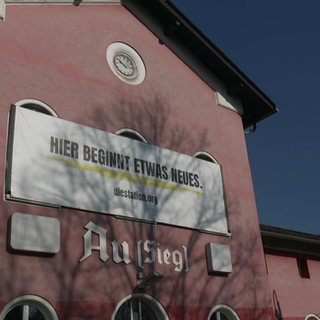 HIER BEGINNT ETWAS NEUES.
diestation.org
Au [Sieg]